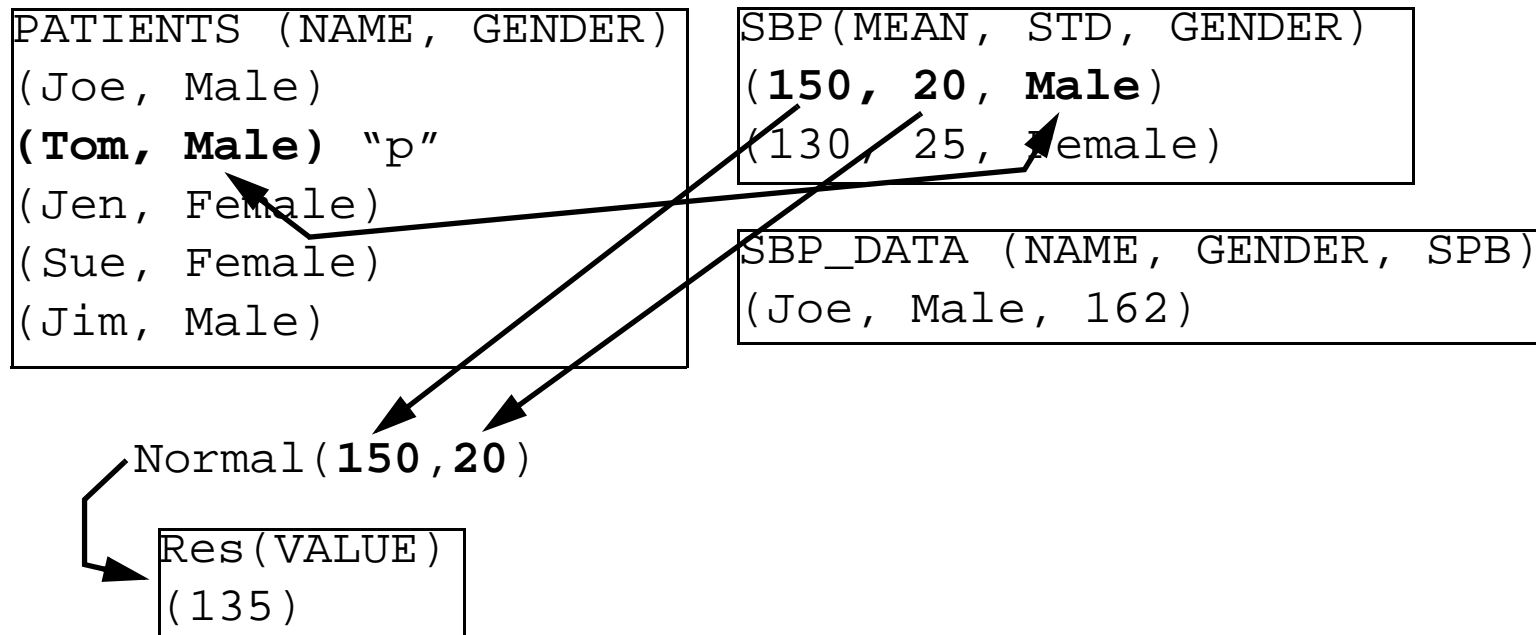 PATIENTS (NAME, GENDER)
(Joe, Male)
(Tom, Male) “p”
(Jen, Female)
(Sue, Female)
(Jim, Male)
SBP(MEAN, STD, GENDER)
(150, 20, Male)
(130, 25, Female)
SBP_DATA (NAME, GENDER, SPB)
(Joe, Male, 162)
Normal(150,20)
Res(VALUE)
(135)